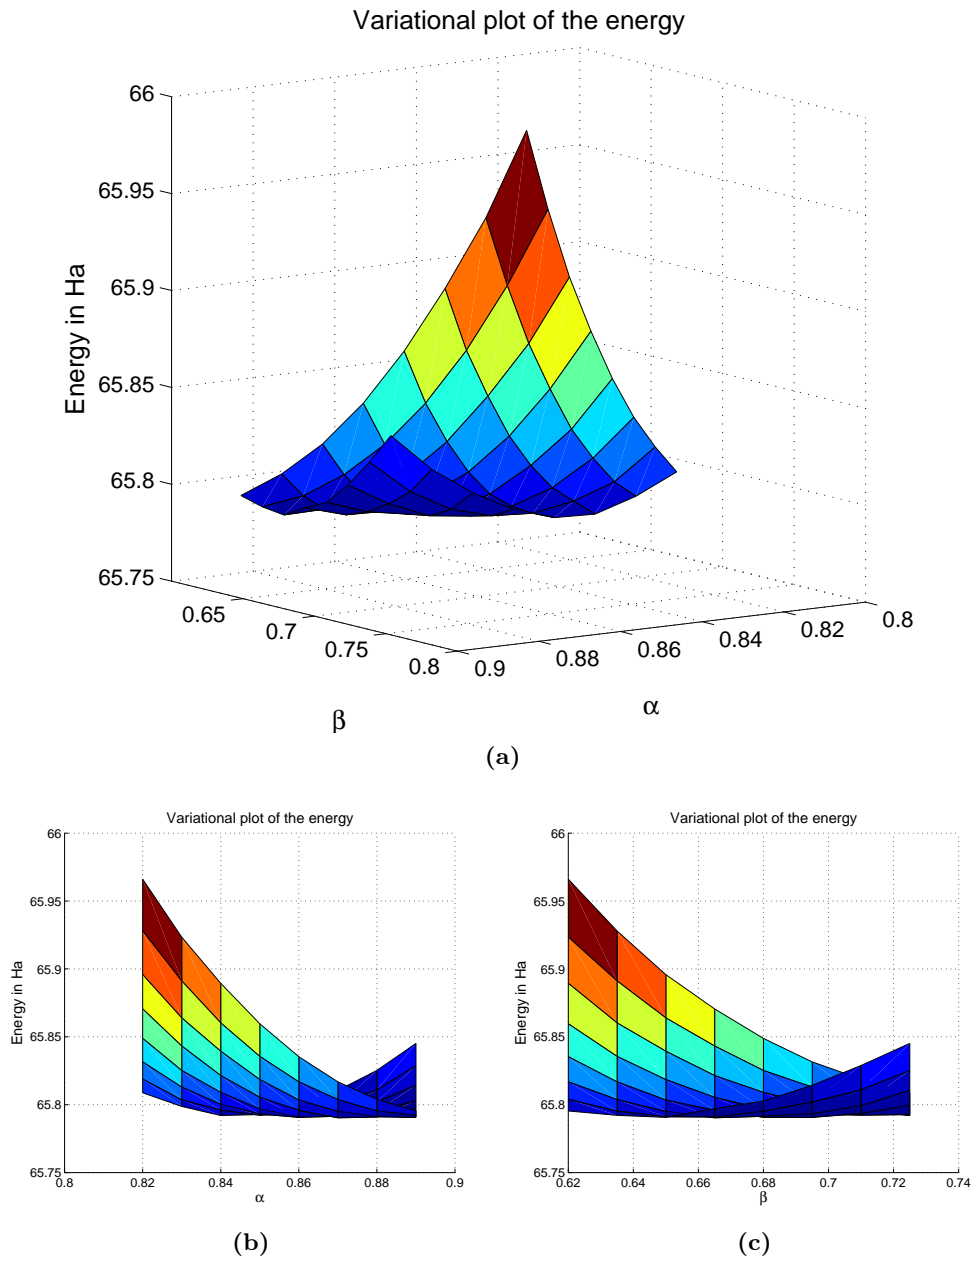 Variational plot of the energy
66
65.95
65.9
65.85
65.8
65.75
Energy in Ha
0.65
0.7
0.75
0.8
0.9
0.88
0.86
0.84
0.82
0.8
β
α
(a)
Variational plot of the energy
66
65.95
65.9
65.85
65.8
65.75
Energy in Ha
0.8 0.82 0.84 0.86 0.88 0.9
α
(b)
Variational plot of the energy
66
65.95
65.9
65.85
65.8
65.75
Energy in Ha
0.62 0.64 0.66 0.68 0.7 0.72 0.74
β
(c)